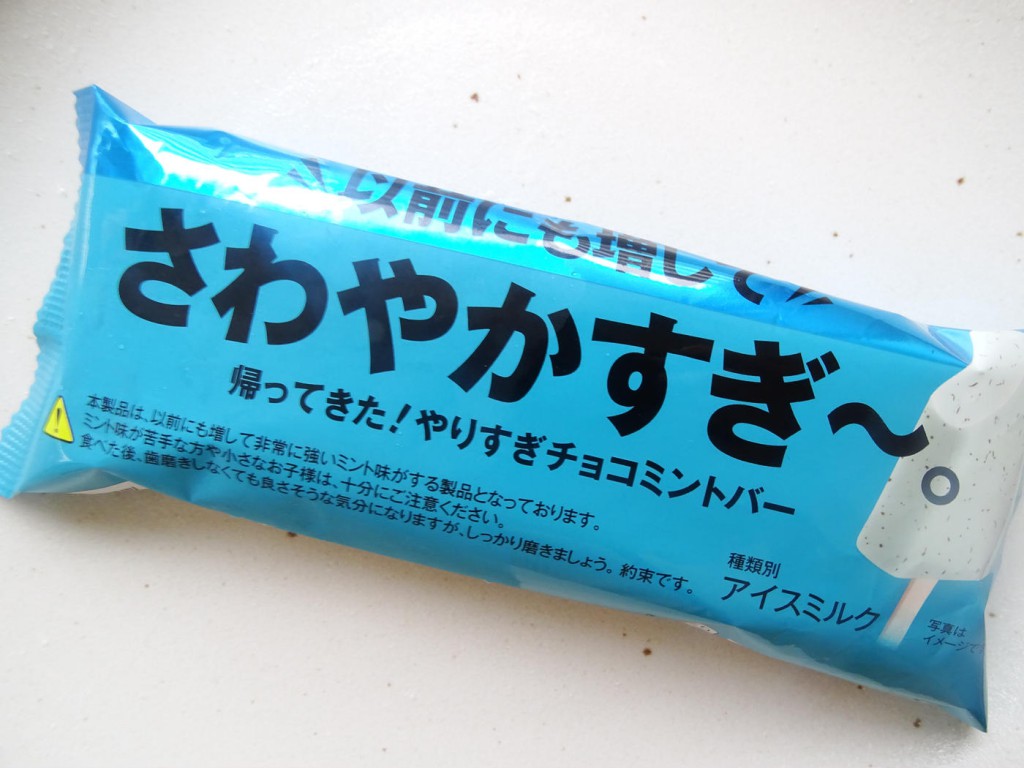 \\以前にも増して//
さわやかすぎ～。
帰ってきた！やりすぎチョコミントバー
本製品は、以前にも増して非常に強いミント味がする製品となっております。
ミント味が苦手な方や小さなお子様は、十分にご注意ください。
食べた後、歯磨きしなくても良さそうな気分になりますが、しっかり磨きましょう。約束です。
種類別
アイスミルク
写真は
イメージで